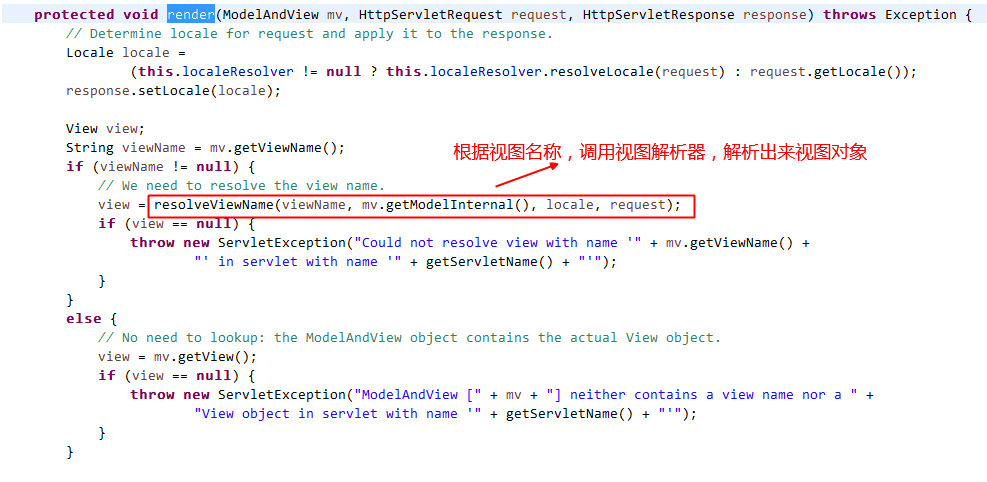 protected void render(ModelAndView mv, HttpServletRequest request, HttpServletResponse response) throws Exception {
// Determine locale for request and apply it to the response.
Locale locale =
(this.localeResolver != null ? this.localeResolver.resolveLocale(request) : request.getLocale());
response.setLocale(locale);
View view;
String viewName = mv.getViewName();
根据视图名称，调用视图解析器，解析出来视图对象
if (viewName != null) {
// We need to resolve the view name.
view = resolveViewName(viewName, mv.getModelInternal(), locale, request);
if (view == null) {
throw new ServletException("Could not resolve view with name '" + mv.getViewName() +
"' in servlet with name '" + getServletName() + "'");
}
}
else {
// No need to lookup: the ModelAndView object contains the actual View object.
view = mv.getView();
if (view == null) {
throw new ServletException("ModelAndView [" + mv + "] neither contains a view name nor a " +
"View object in servlet with name '" + getServletName() + "'");
}
}